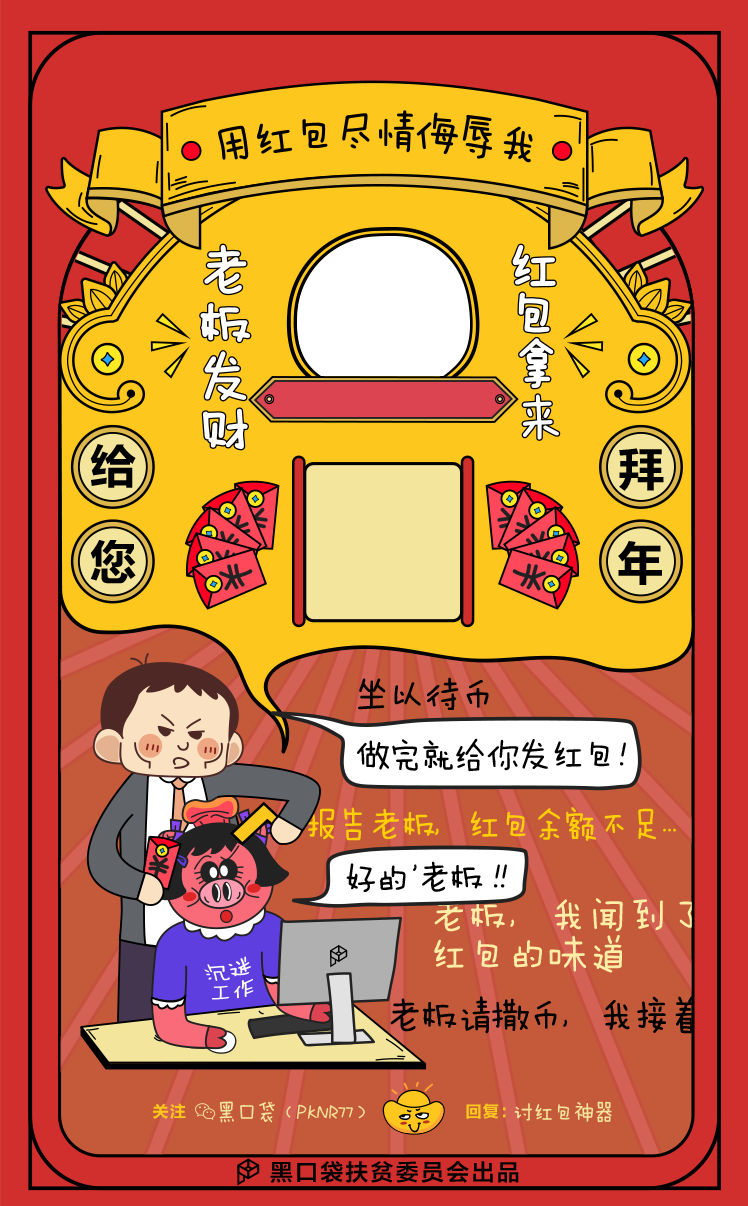 用红包尽情侮辱我
老板发财
红包拿来
给您
拜年
坐以待币
做完就给你发红包！
报告老板，红包余额不足…
好的'老板!!
老板，我闻到了
红包的味道
老板请撒币，我接着
沉迷
工作
关注 黑口袋（PKNR77） 回复：讨红包神器
黑口袋扶贫委员会出品